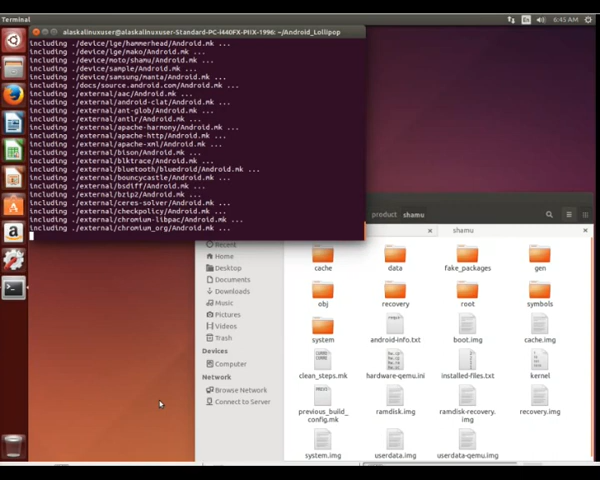 Terminal
En
6:45 AM
alaskalinuxuser@alaskalinuxuser-Standard-PC-i440FX-PIIX-1996: ~/Android_Lollipop
including ./device/lge/hammerhead/Android.mk ...
including ./device/lge/mako/Android.mk ...
including ./device/moto/shamu/Android.mk ...
including ./device/sample/Android.mk ...
including ./device/samsung/manta/Android.mk ...
including ./docs/source.android.com/Android.mk ...
including ./external/aac/Android.mk ...
including ./external/android-clat/Android.mk ...
including ./external/ant-glob/Android.mk ...
including ./external/antlr/Android.mk ...
including ./external/apache-harmony/Android.mk ...
including ./external/apache-http/Android.mk ...
including ./external/apache-xml/Android.mk ...
including ./external/bison/Android.mk ...
including ./external/blktrace/Android.mk ...
including ./external/bluetooth/bluedroid/Android.mk ...
including ./external/bouncycastle/Android.mk ...
including ./external/bsdiff/Android.mk ...
including ./external/bzip2/Android.mk ...
including ./external/ceres-solver/Android.mk ...
including ./external/checkpolicy/Android.mk ...
including ./external/chromium-libpac/Android.mk ...
including ./external/chromium_org/Android.mk ...
product shamu
shamu
Recent
Home
Desktop
Documents
Downloads
Music
Pictures
Videos
Trash
Devices
Computer
Network
Browse Network
Connect to Server
cache data fake_packages gen
obj recovery root symbols
system android-info.txt boot.img cache.img
clean_steps.mk hardware-qemu.ini installed-files.txt kernel
previous_build_config.mk ramdisk.img ramdisk-recovery.img recovery.img
system.img userdata.img userdata-qemu.img